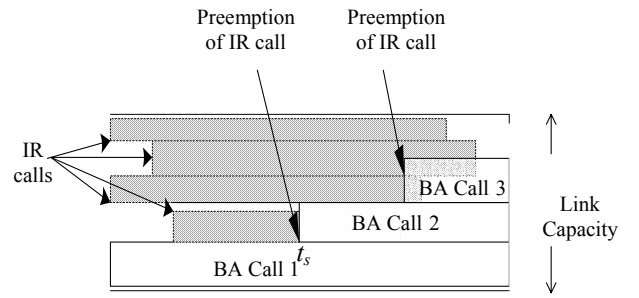 Preemption
of IR call
Preemption
of IR call
IR
calls
BA Call 3
BA Call 2
Link
Capacity
BA Call 1
t_s